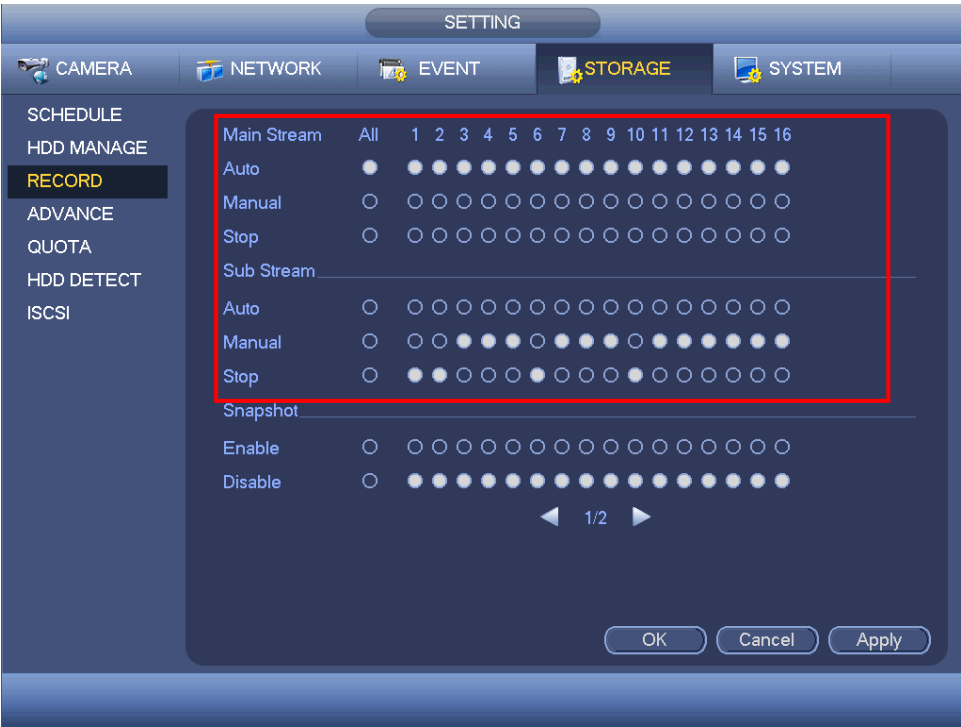 SETTING
CAMERA NETWORK EVENT STORAGE SYSTEM
SCHEDULE
HDD MANAGE
RECORD
ADVANCE
QUOTA
HDD DETECT
ISCSI
Main Stream All 1 2 3 4 5 6 7 8 9 10 11 12 13 14 15 16
Auto
Manual
Stop
Sub Stream
Auto
Manual
Stop
Snapshot
Enable
Disable
1/2
OK Cancel Apply